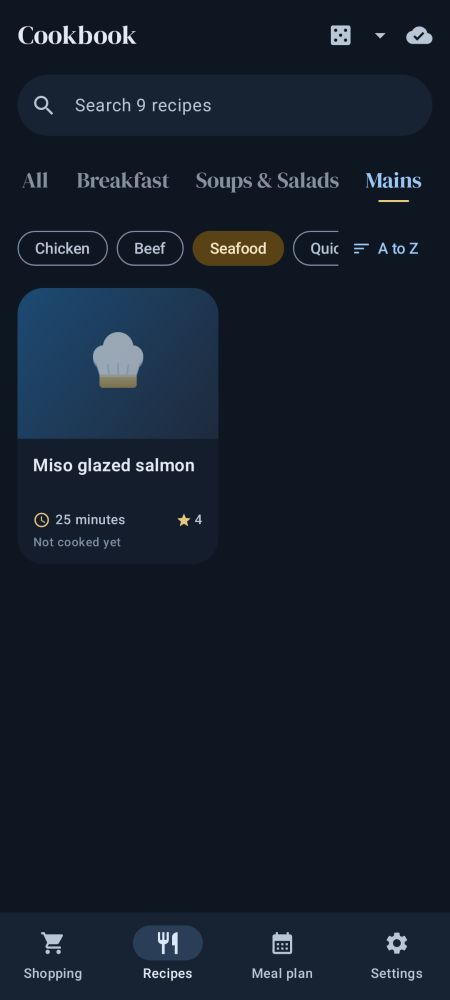 Cookbook
Search 9 recipes
All Breakfast Soups & Salads Mains
Chicken Beef Seafood Quic A to Z
Miso glazed salmon
25 minutes 4
Not cooked yet
Shopping Recipes Meal plan Settings